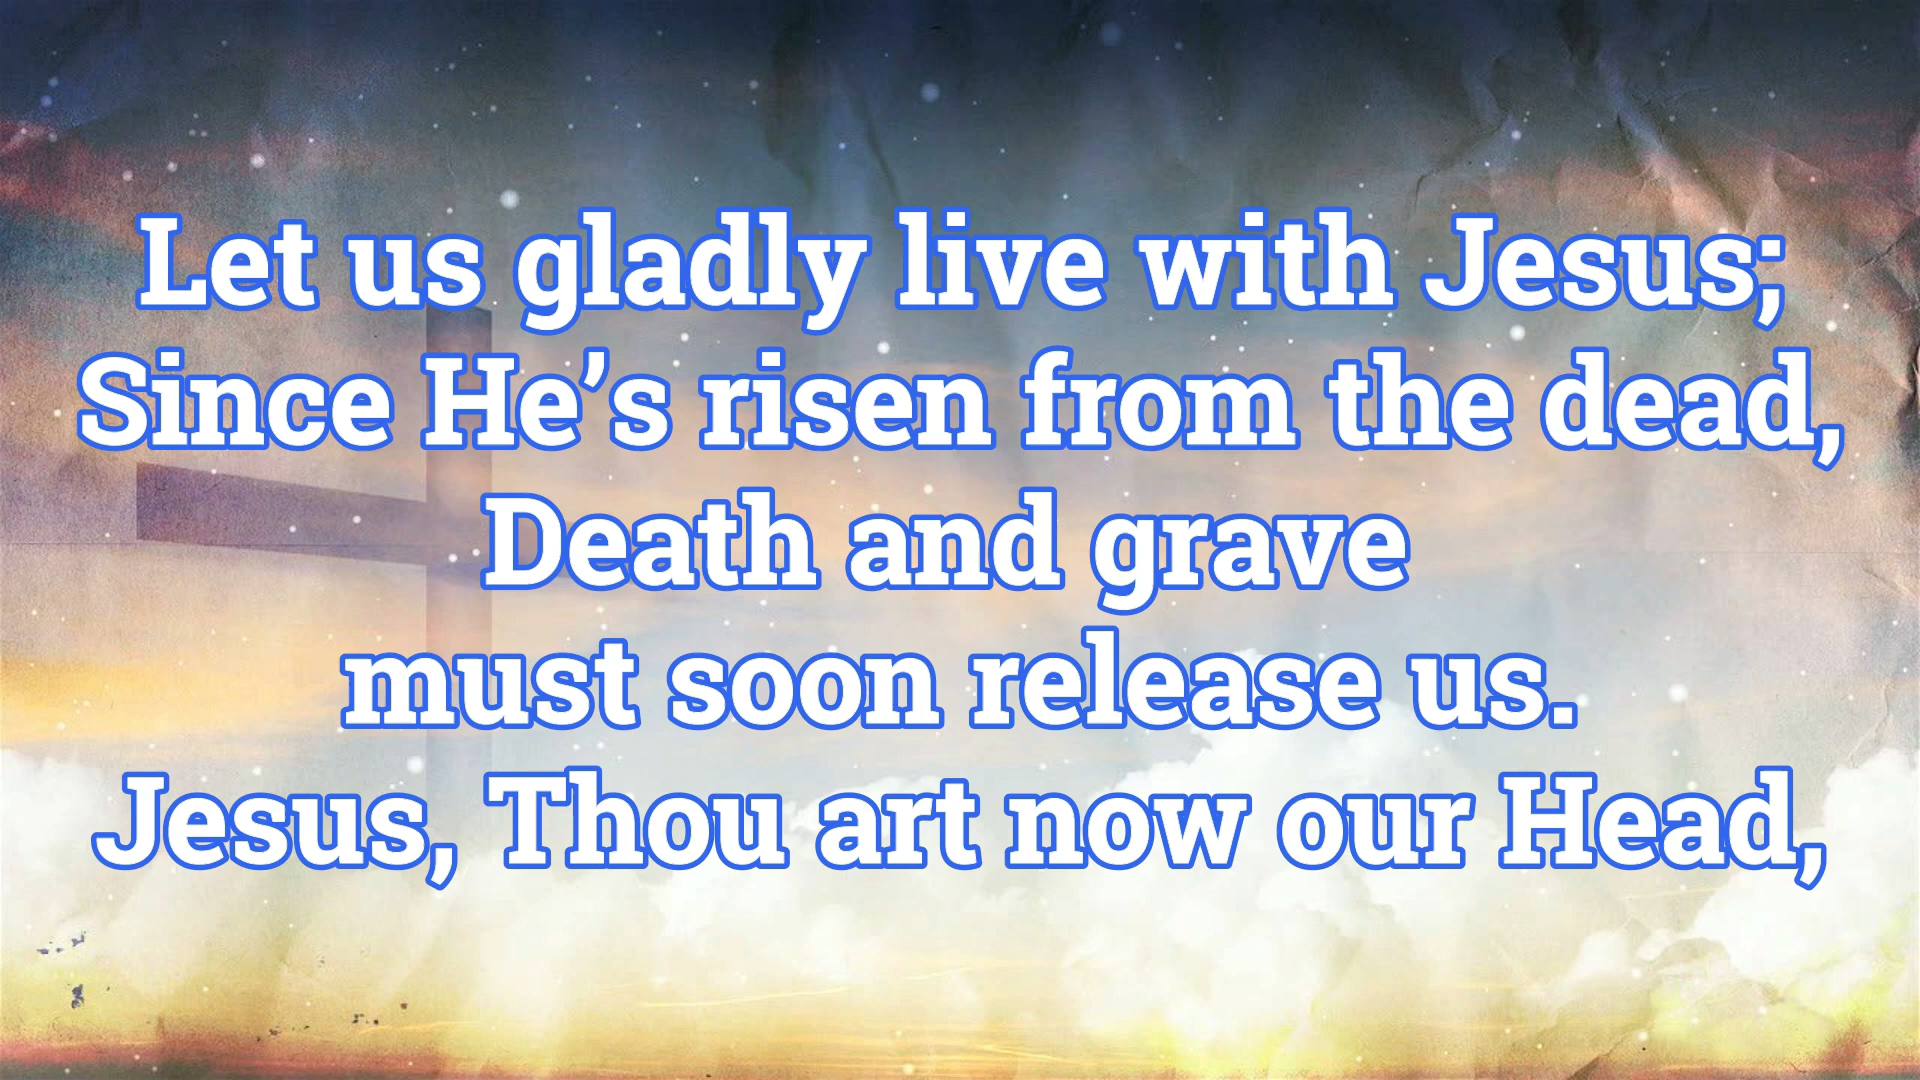 Let us gladly live with Jesus;
Since He’s risen from the dead,
Death and grave
must soon release us.
Jesus, Thou art now our Head,